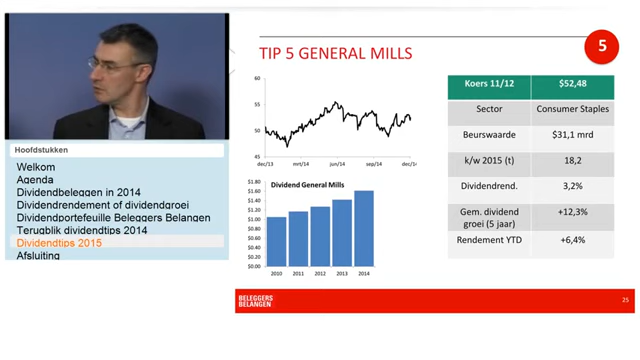 TIP 5 GENERAL MILLS
5
Hoofdstukken
Welkom
Agenda
Dividendbeleggen in 2014
Dividendrendement of dividendgroei
Dividendportefeuille Beleggers Belangen
Terugblik dividendtips 2014
Dividendtips 2015
Afsluiting
60
55
50
45
dec/13
mrt/14
jun/14
sep/14
dec/14
Dividend General Mills
$1.80
$1.60
$1.40
$1.20
$1.00
$0.80
$0.60
$0.40
$0.20
$0.00
2010
2011
2012
2013
2014
Koers 11/12 $52,48
Sector Consumer Staples
Beurswaarde $31,1 mrd
k/w 2015 (t) 18,2
Dividendrend. 3,2%
Gem. dividend
groei (5 jaar) +12,3%
Rendement YTD +6,4%
BELEGGERS
BELANGEN
25